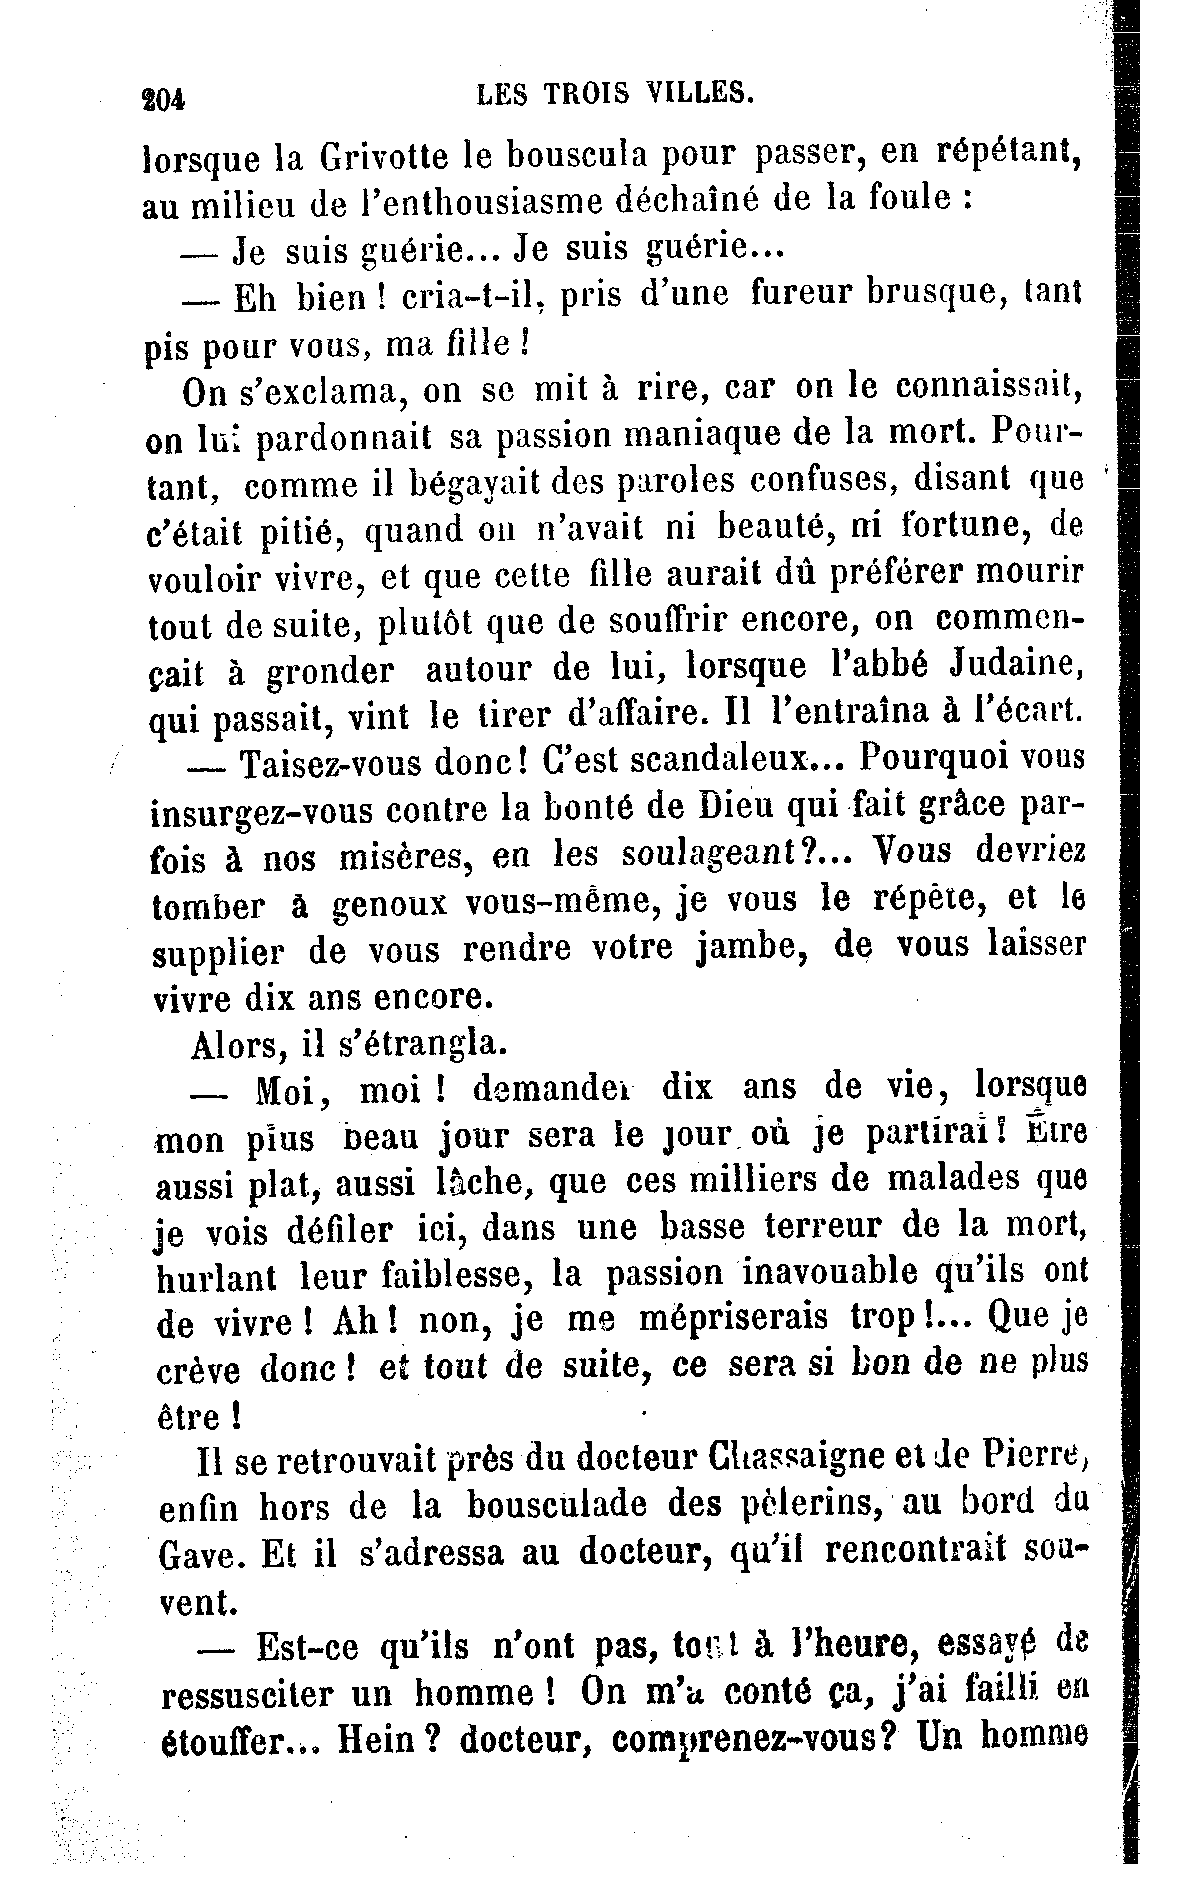 204 LES TROIS VILLES.
lorsque la Grivotte le bouscula pour passer, en répétant,
au milieu de l'enthousiasme déchaîné de la foule :
— Je suis guérie... Je suis guérie...
— Eh bien ! cria-t-il, pris d'une fureur brusque, tant
pis pour vous, ma fille !
On s'exclama, on se mit à rire, car on le connaissait,
on lui pardonnait sa passion maniaque de la mort. Pour-
tant, comme il bégayait des paroles confuses, disant que
c'était pitié, quand on n'avait ni beauté, ni fortune, de
vouloir vivre, et que cette fille aurait dû préférer mourir
tout de suite, plutôt que de souffrir encore, on commen-
çait à gronder autour de lui, lorsque l'abbé Judaine,
qui passait, vint le tirer d'affaire. Il l'entraîna à l'écart.
— Taisez-vous donc! C'est scandaleux... Pourquoi vous
insurgez-vous contre la bonté de Dieu qui fait grâce par-
fois à nos misères, en les soulageant?... Vous devriez
tomber à genoux vous-même, je vous le répète, et le
supplier de vous rendre votre jambe, de vous laisser
vivre dix ans encore.
Alors, il s'étrangla.
— Moi, moi ! demander dix ans de vie, lorsque
mon plus beau jour sera le jour où je partirai! Être
aussi plat, aussi lâche, que ces milliers de malades que
je vois défiler ici, dans une basse terreur de la mort,
hurlant leur faiblesse, la passion inavouable qu'ils ont
de vivre ! Ah ! non, je me mépriserais trop !... Que je
crève donc ! et tout de suite, ce sera si bon de ne plus
être !
Il se retrouvait près du docteur Chassaigne et de Pierre,
enfin hors de la bousculade des pèlerins, au bord du
Gave. Et il s'adressa au docteur, qu'il rencontrait sou-
vent.
— Est-ce qu'ils n'ont pas, tout à l'heure, essayé de
ressusciter un homme ! On m'a conté ça, j'ai failli en
étouffer... Hein ? docteur, comprenez-vous? Un homme